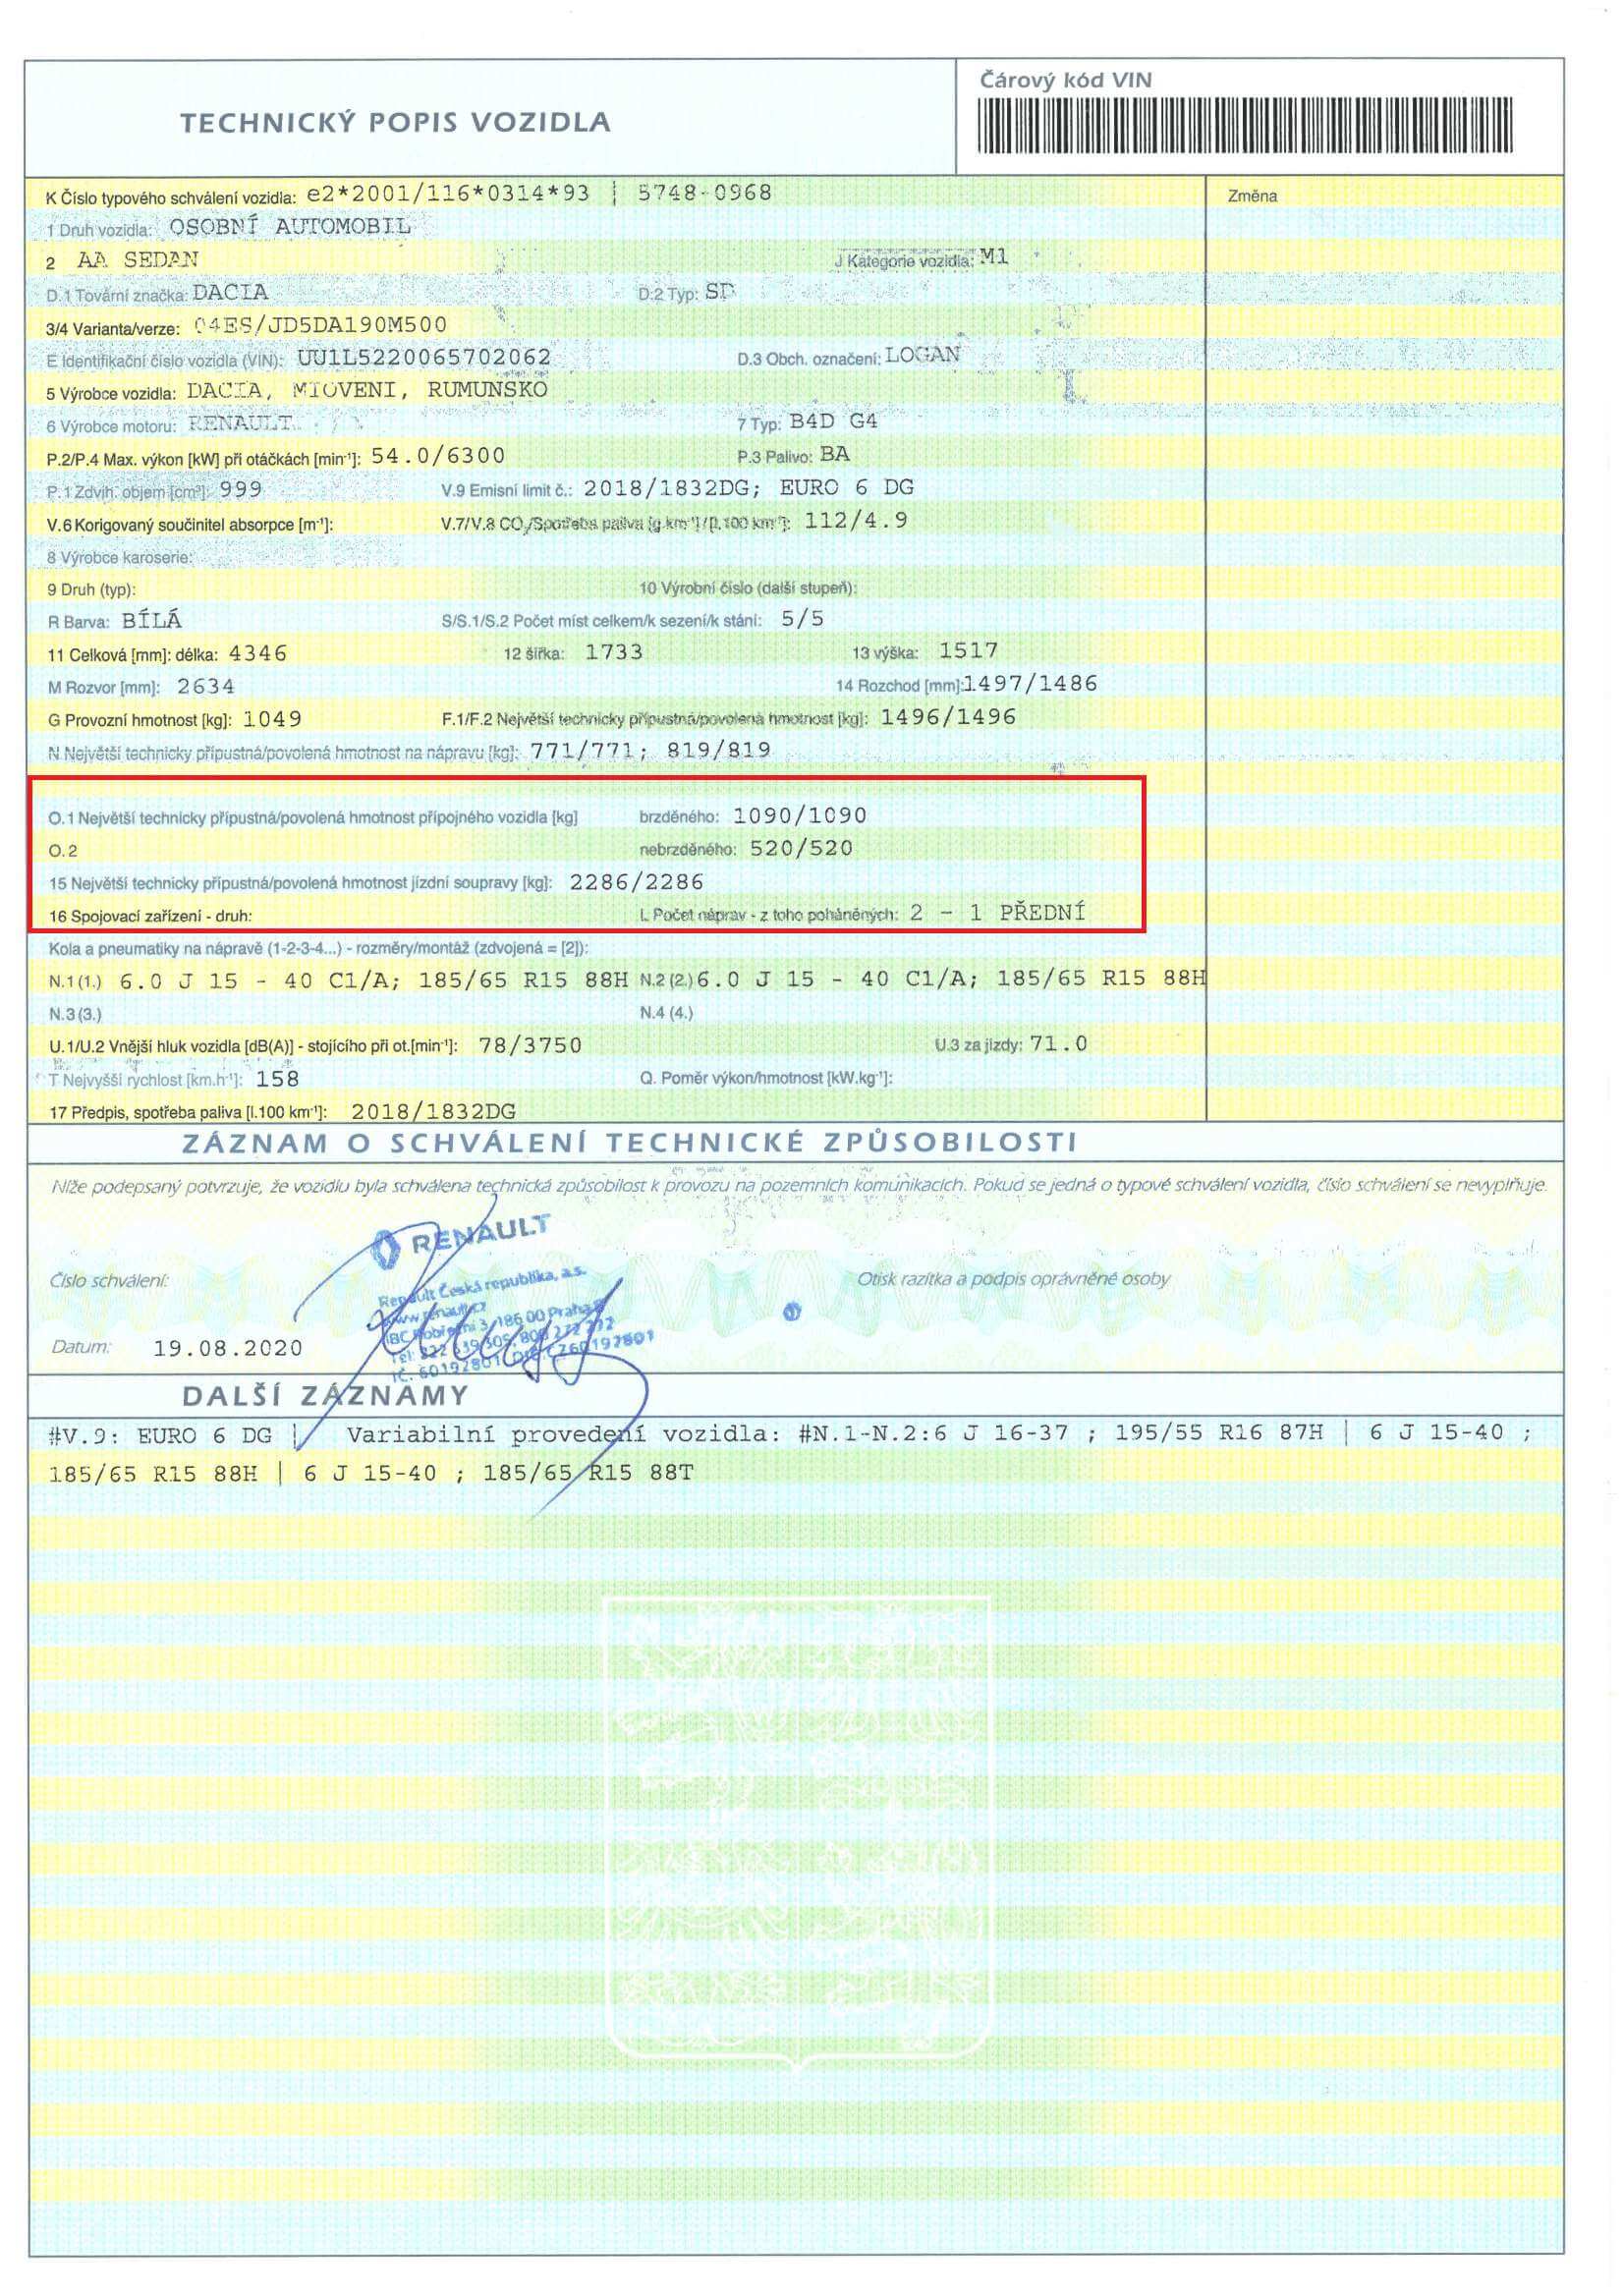 TECHNICKÝ POPIS VOZIDLA
Čárový kód VIN
K Číslo typového schválení vozidla: e2*2001/116*0314*93 | 5748-0968
Změna
1 Druh vozidla: OSOBNÍ AUTOMOBIL
2 AA SEDAN J Kategorie vozidla: M1
D.1 Tovární značka: DACIA D.2 Typ: SD
3/4 Varianta/verze: 04ES/JD5DA190M500
E Identifikační číslo vozidla (VIN): UU1L5220065702062 D.3 Obch. označení: LOGAN
5 Výrobce vozidla: DACIA, MIOVENI, RUMUNSKO
6 Výrobce motoru: RENAULT 7 Typ: B4D G4
P.2/P.4 Max. výkon [kW] při otáčkách [min⁻¹]: 54.0/6300 P.3 Palivo: BA
P.1 Zdvih. objem [cm³]: 999 V.9 Emisní limit č.: 2018/1832DG; EURO 6 DG
V.6 Korigovaný součinitel absorpce [m⁻¹]: V.7/V.8 CO₂/Spotřeba paliva [g.km⁻¹]/[l.100 km⁻¹]: 112/4.9
8 Výrobce karoserie:
9 Druh (typ): 10 Výrobní číslo (další stupeň):
R Barva: BÍLÁ S/S.1/S.2 Počet míst celkem/k sezení/k stání: 5/5
11 Celková [mm]: délka: 4346 12 šířka: 1733 13 výška: 1517
M Rozvor [mm]: 2634 14 Rozchod [mm]: 1497/1486
G Provozní hmotnost [kg]: 1049 F.1/F.2 Největší technicky přípustná/povolená hmotnost [kg]: 1496/1496
N Největší technicky přípustná/povolená hmotnost na nápravu [kg]: 771/771; 819/819
O.1 Největší technicky přípustná/povolená hmotnost přípojného vozidla [kg] brzděného: 1090/1090
O.2 nebrzděného: 520/520
15 Největší technicky přípustná/povolená hmotnost jízdní soupravy [kg]: 2286/2286
16 Spojovací zařízení - druh: L Počet náprav - z toho poháněných: 2 - 1 PŘEDNÍ
Kola a pneumatiky na nápravě (1-2-3-4...) - rozměry/montáž (zdvojená = [2]):
N.1 (1.) 6.0 J 15 - 40 C1/A; 185/65 R15 88H N.2 (2.) 6.0 J 15 - 40 C1/A; 185/65 R15 88H
N.3 (3.) N.4 (4.)
U.1/U.2 Vnější hluk vozidla [dB(A)] - stojícího při ot.[min⁻¹]: 78/3750 U.3 za jízdy: 71.0
T Nejvyšší rychlost [km.h⁻¹]: 158 Q. Poměr výkon/hmotnost [kW.kg⁻¹]:
17 Předpis, spotřeba paliva [l.100 km⁻¹]: 2018/1832DG
ZÁZNAM O SCHVÁLENÍ TECHNICKÉ ZPŮSOBILOSTI
Níže podepsaný potvrzuje, že vozidlu byla schválena technická způsobilost k provozu na pozemních komunikacích. Pokud se jedná o typové schválení vozidla, číslo schválení se nevyplňuje.
RENAULT
Renault Česká republika, a.s.
www.renault.cz
IBC Pobřežní 3, 186 00 Praha 8
IČ: 60192801 CZ60192801
Číslo schválení: Otisk razítka a podpis oprávněné osoby
Datum: 19.08.2020
DALŠÍ ZÁZNAMY
#V.9: EURO 6 DG | Variabilní provedení vozidla: #N.1-N.2:6 J 16-37 ; 195/55 R16 87H | 6 J 15-40 ;
185/65 R15 88H | 6 J 15-40 ; 185/65 R15 88T